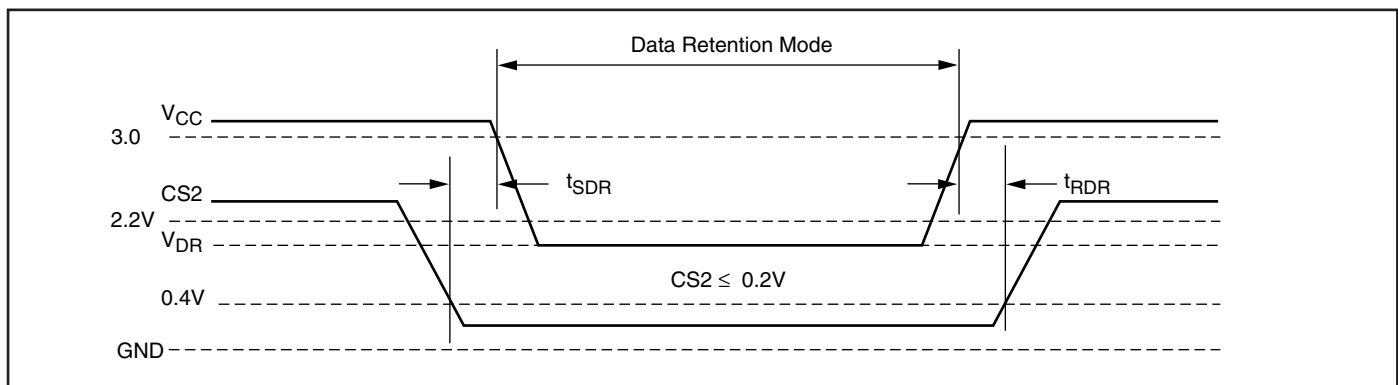 Data Retention Mode
VCC
3.0
tSDR
tRDR
CS2
2.2V
VDR
CS2 ≤ 0.2V
0.4V
GND